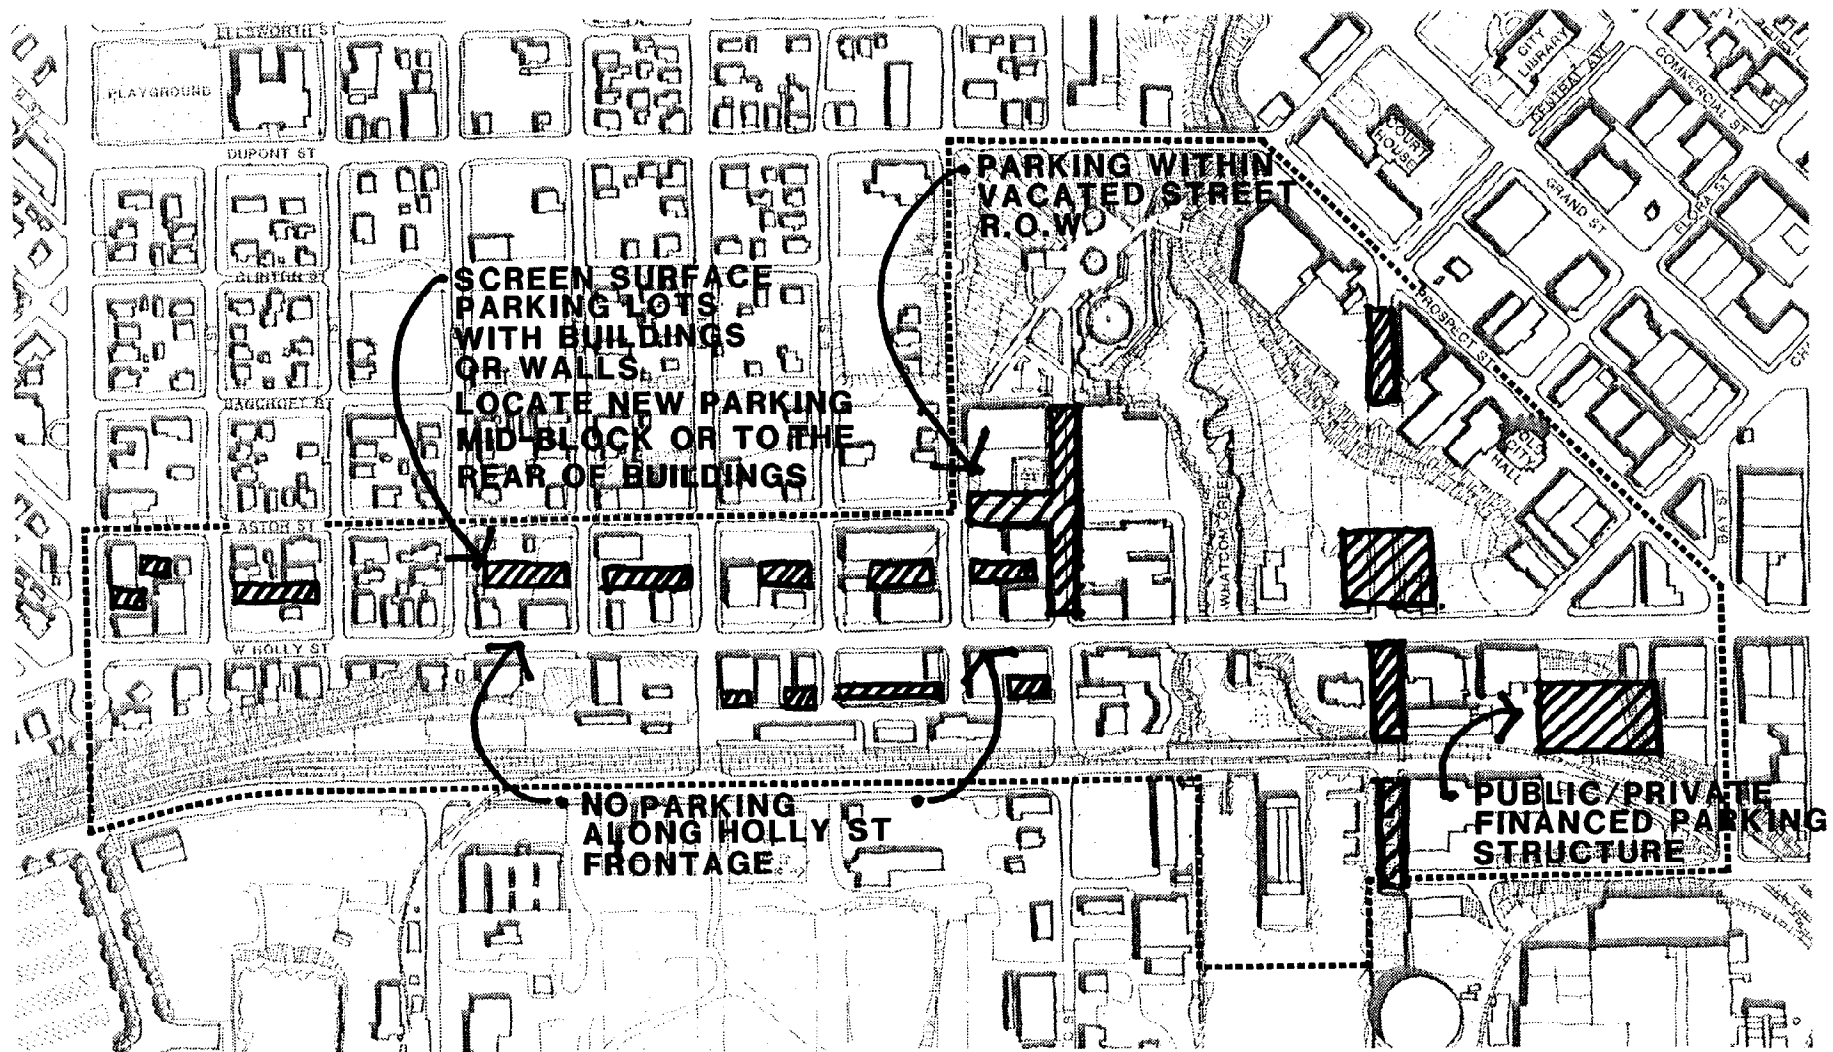 ELLSWORTH ST
PLAYGROUND
CITY
LIBRARY
CENTRAL AV
COMMERCIAL ST
COURT
HOUSE
DUPONT ST
GRAND ST
FLORA ST
PARKING WITHIN
VACATED STREET
R.O.W.
CLINTON ST
SCREEN SURFACE
PARKING LOTS
WITH BUILDINGS
OR WALLS
LOCATE NEW PARKING
MID-BLOCK OR TO THE
REAR OF BUILDINGS
PROSPECT ST
BANCROFT ST
OLD
CITY
HALL
BAY ST
ASTOR ST
WHATCOM CREEK
W HOLLY ST
NO PARKING
ALONG HOLLY ST
FRONTAGE
PUBLIC/PRIVATE
FINANCED PARKING
STRUCTURE